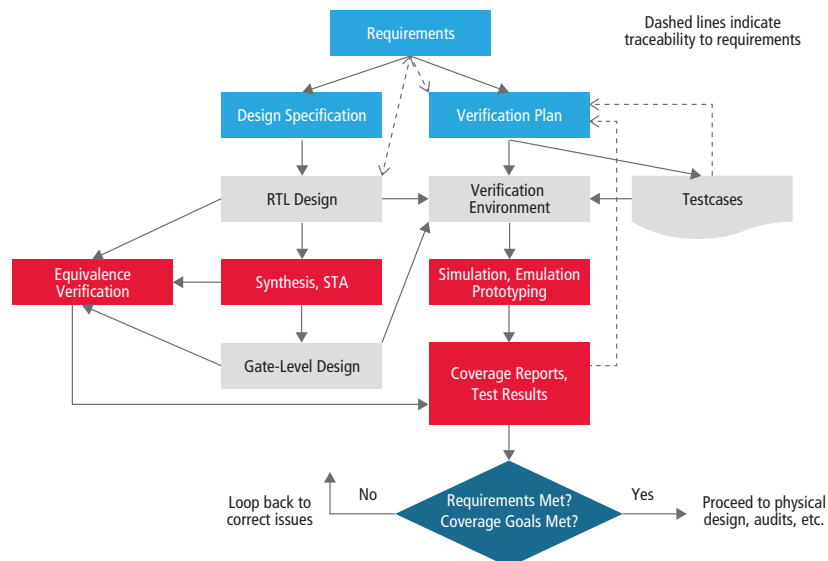 Requirements
Dashed lines indicate
traceability to requirements
Design Specification
Verification Plan
RTL Design
Verification
Environment
Testcases
Equivalence
Verification
Synthesis, STA
Simulation, Emulation
Prototyping
Gate-Level Design
Coverage Reports,
Test Results
Loop back to
correct issues
No
Requirements Met?
Coverage Goals Met?
Yes
Proceed to physical
design, audits, etc.